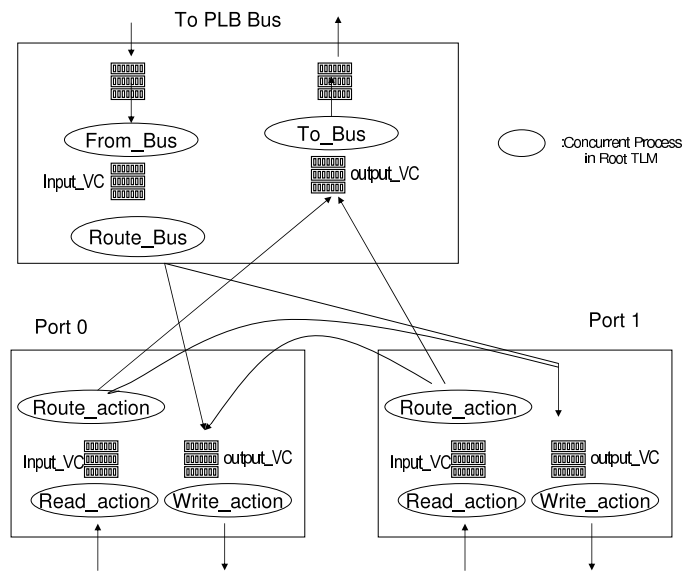 To PLB Bus
From_Bus
To_Bus
:Concurrent Process
in Root TLM
Input_VC
output_VC
Route_Bus
Port 0
Port 1
Route_action
Route_action
Input_VC
output_VC
Input_VC
output_VC
Read_action
Write_action
Read_action
Write_action